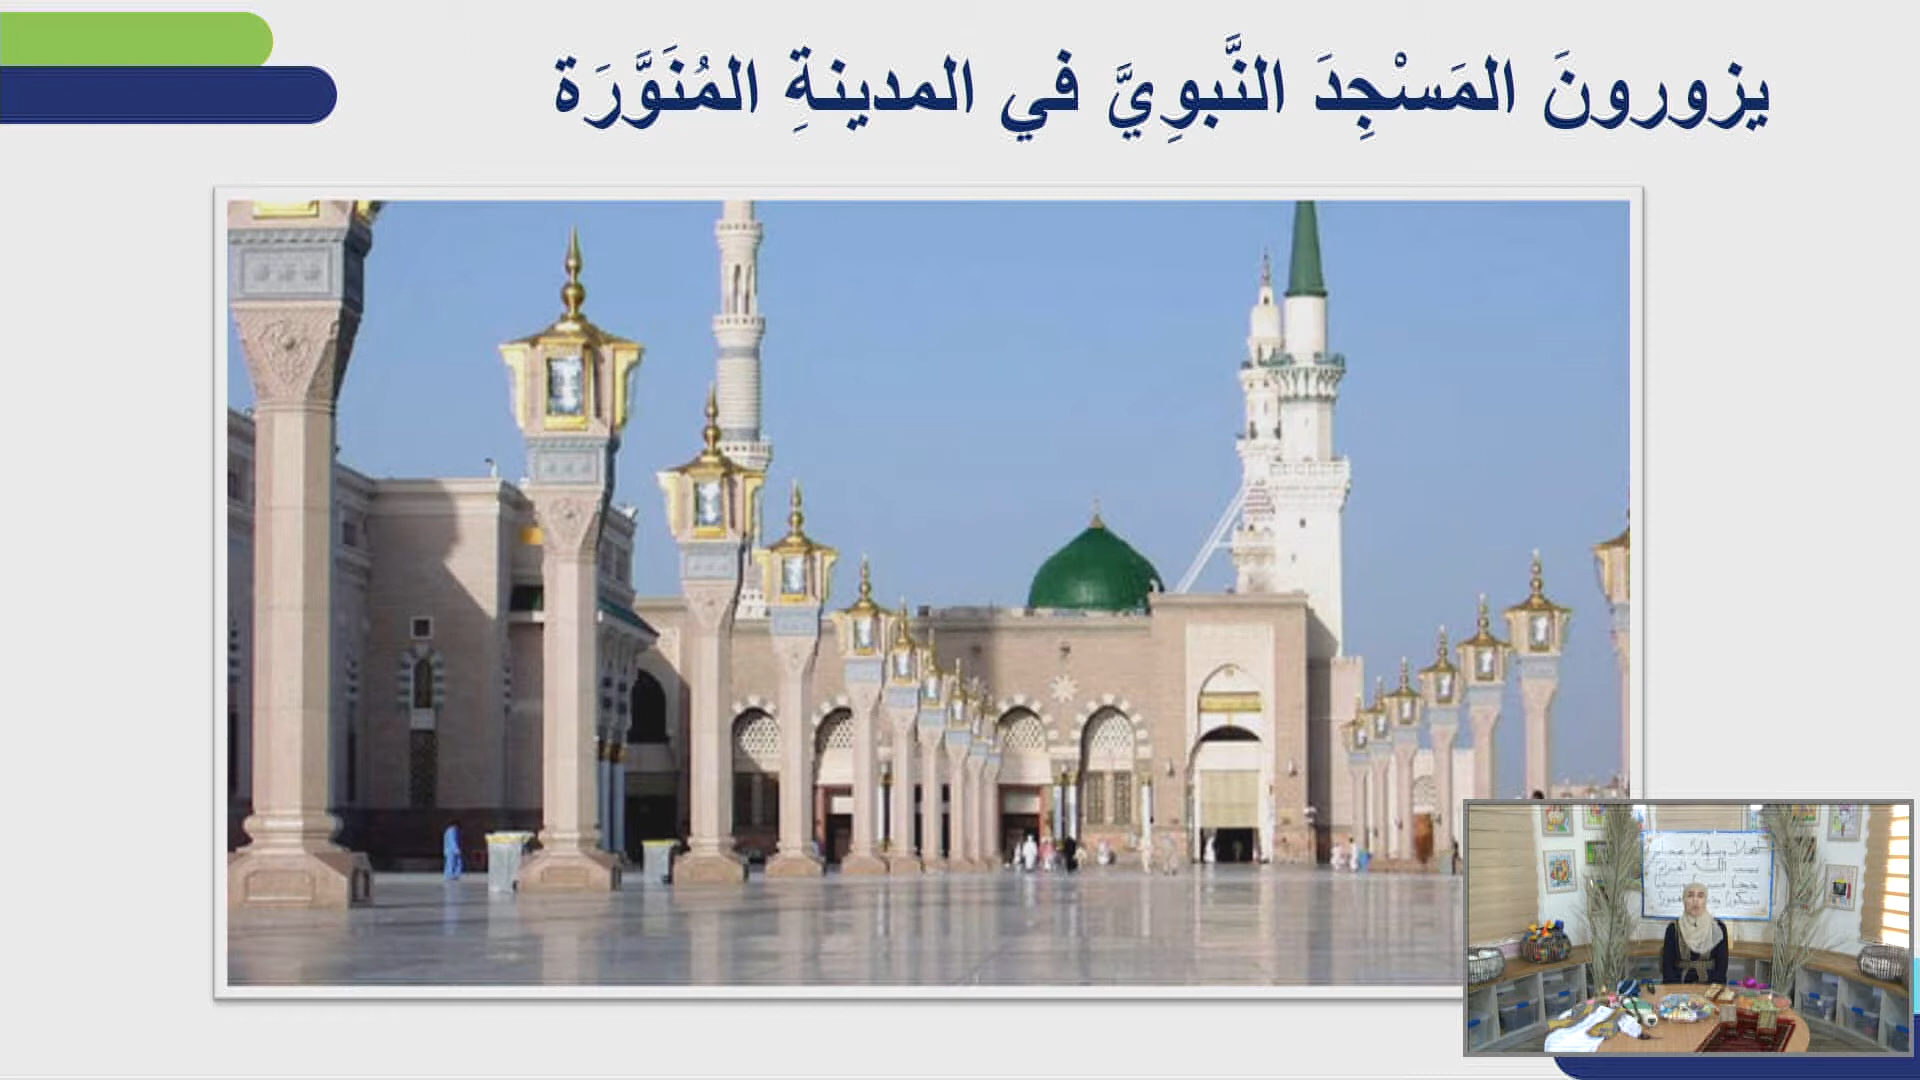 يزورونَ المَسْجِدَ النَّبوِيَّ في المدينةِ المُنَوَّرَة